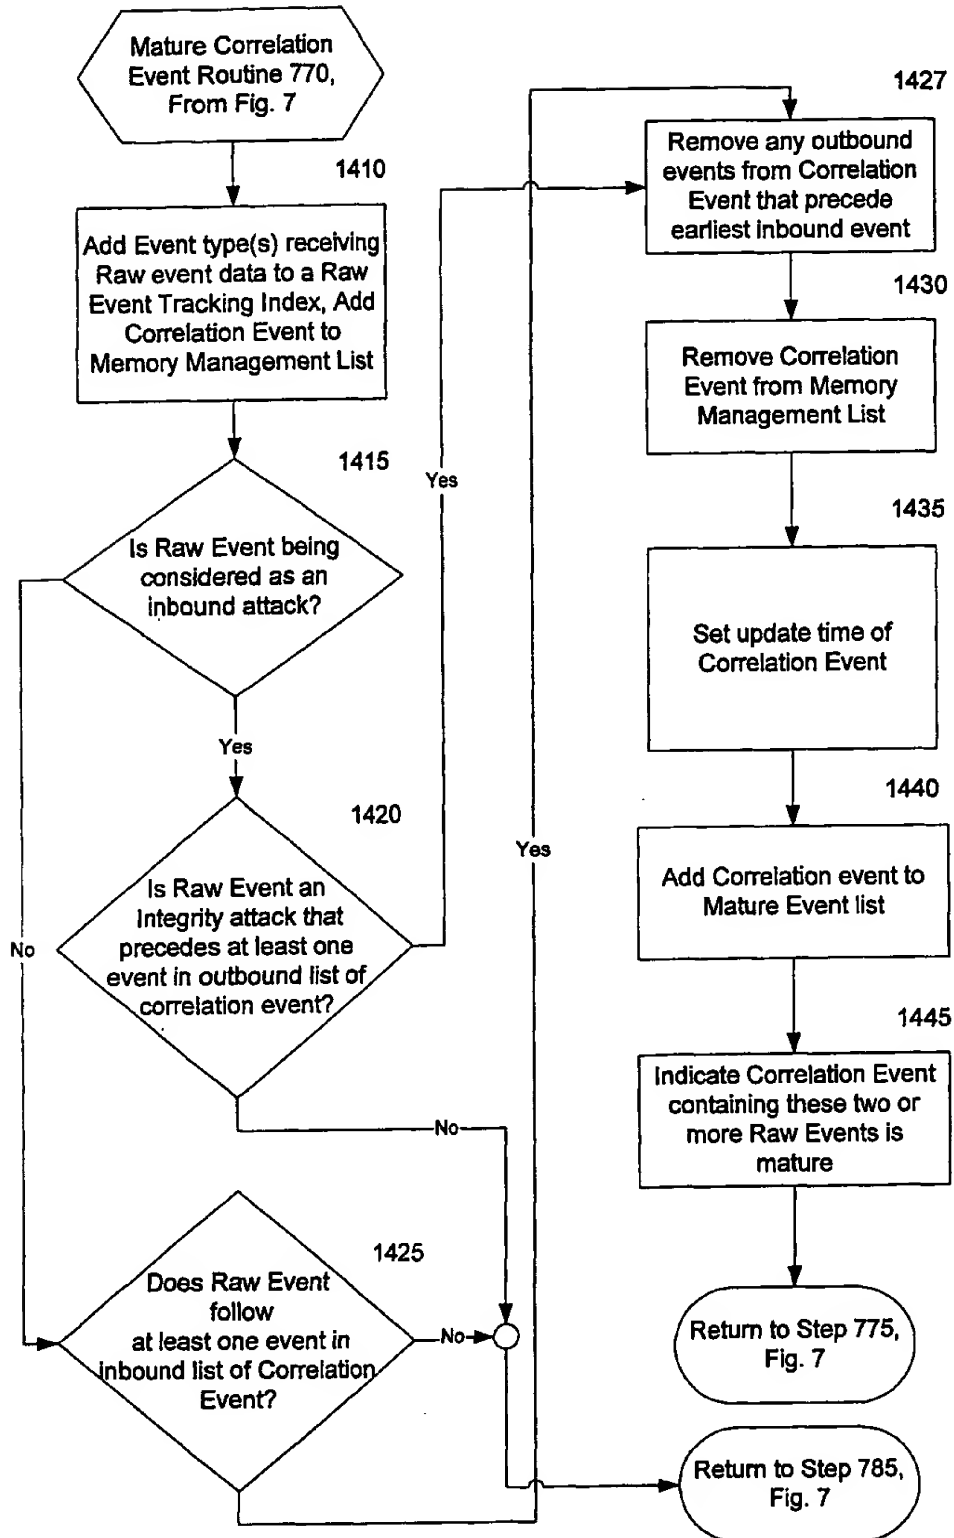 Mature Correlation
Event Routine 770,
From Fig. 7
1410
Add Event type(s) receiving
Raw event data to a Raw
Event Tracking Index, Add
Correlation Event to
Memory Management List
1415
Is Raw Event being
considered as an
inbound attack?
Yes
No
1420
Is Raw Event an
Integrity attack that
precedes at least one
event in outbound list of
correlation event?
Yes
No
1425
Does Raw Event
follow
at least one event in
inbound list of Correlation
Event?
No
Yes
1427
Remove any outbound
events from Correlation
Event that precede
earliest inbound event
1430
Remove Correlation
Event from Memory
Management List
1435
Set update time of
Correlation Event
1440
Add Correlation event to
Mature Event list
1445
Indicate Correlation Event
containing these two or
more Raw Events is
mature
Return to Step 775,
Fig. 7
Return to Step 785,
Fig. 7